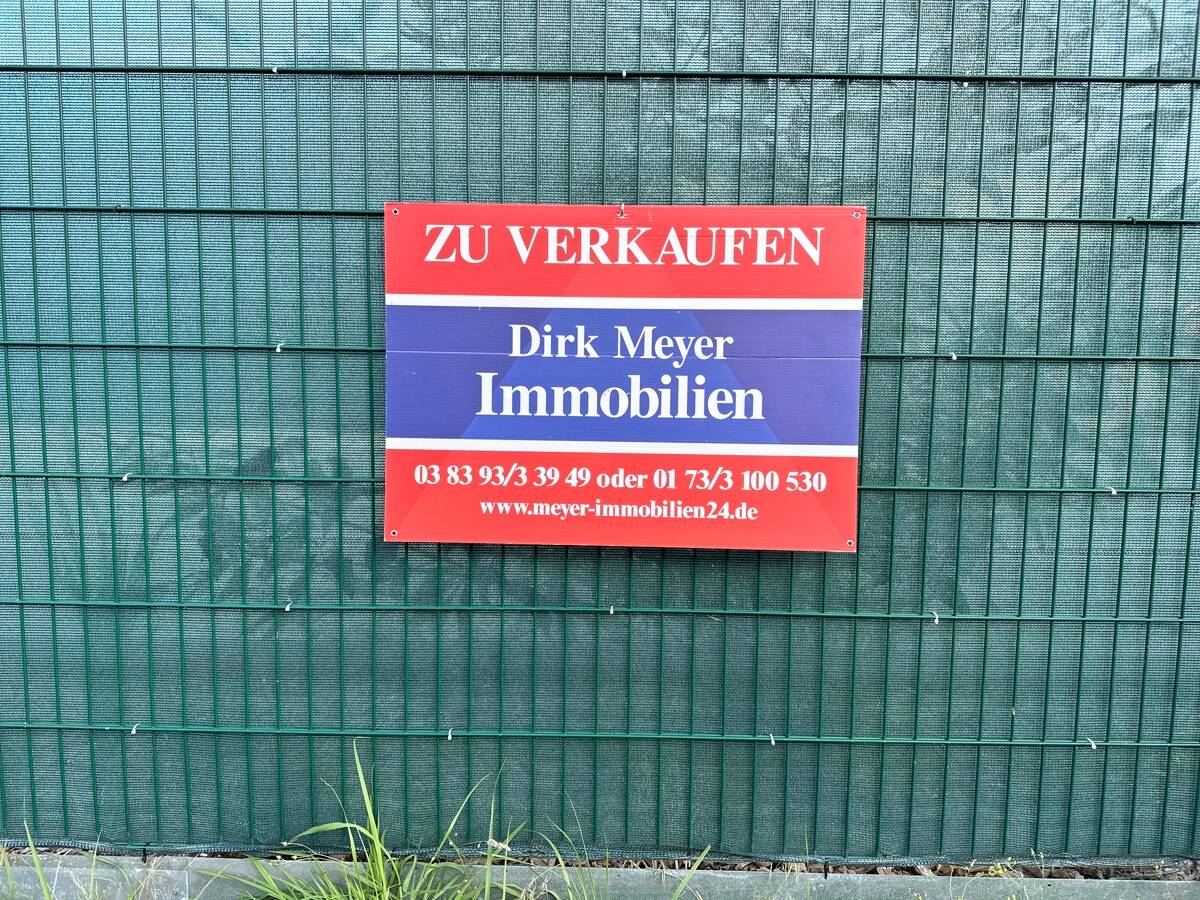 ZU VERKAUFEN
Dirk Meyer
Immobilien
03 83 93/3 39 49 oder 01 73/3 100 530
www.meyer-immobilien24.de